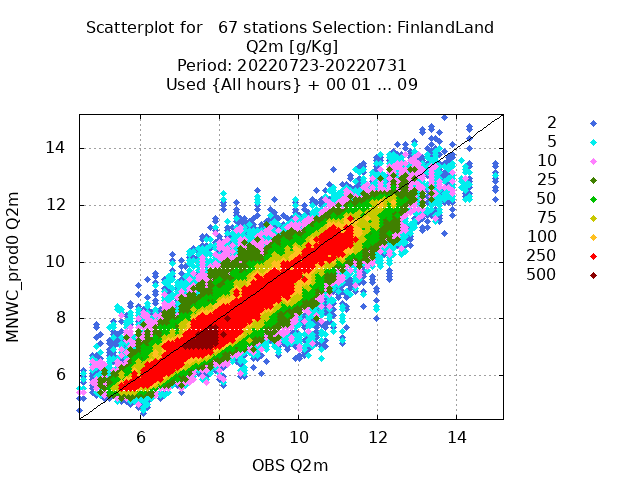 Scatterplot for   67 stations Selection: FinlandLand
Q2m [g/Kg]
Period: 20220723-20220731
Used {All hours} + 00 01 ... 09
MNWC_prod0 Q2m
14
12
10
8
6
6 8 10 12 14
OBS Q2m
2
5
10
25
50
75
100
250
500